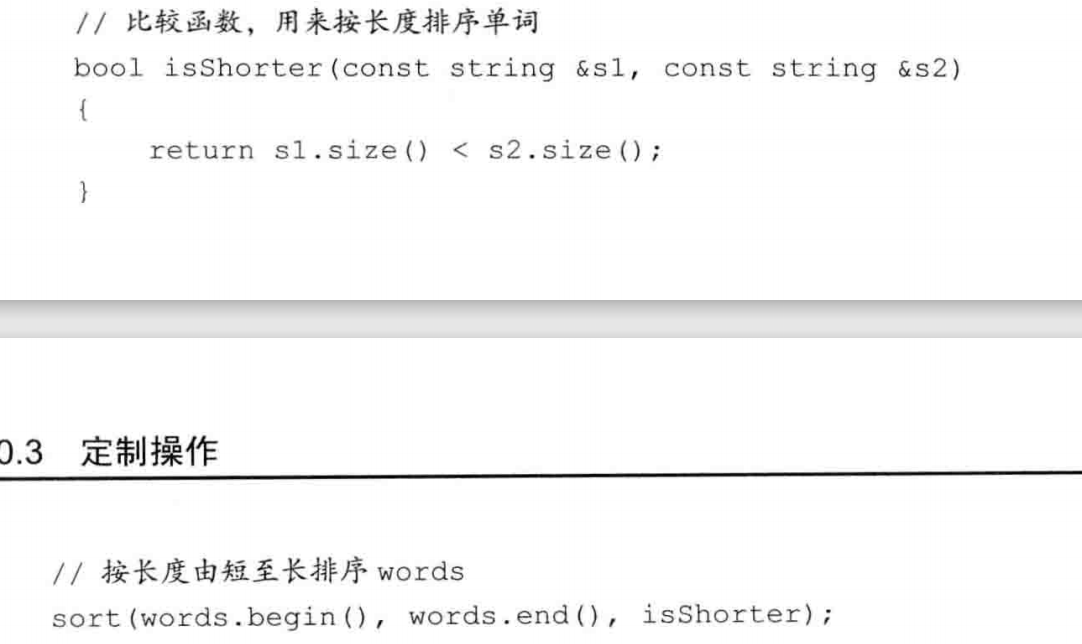 // 比较函数，用来按长度排序单词
bool isShorter(const string &s1, const string &s2)
{
    return s1.size() < s2.size();
}
0.3 定制操作
// 按长度由短至长排序 words
sort(words.begin(), words.end(), isShorter);